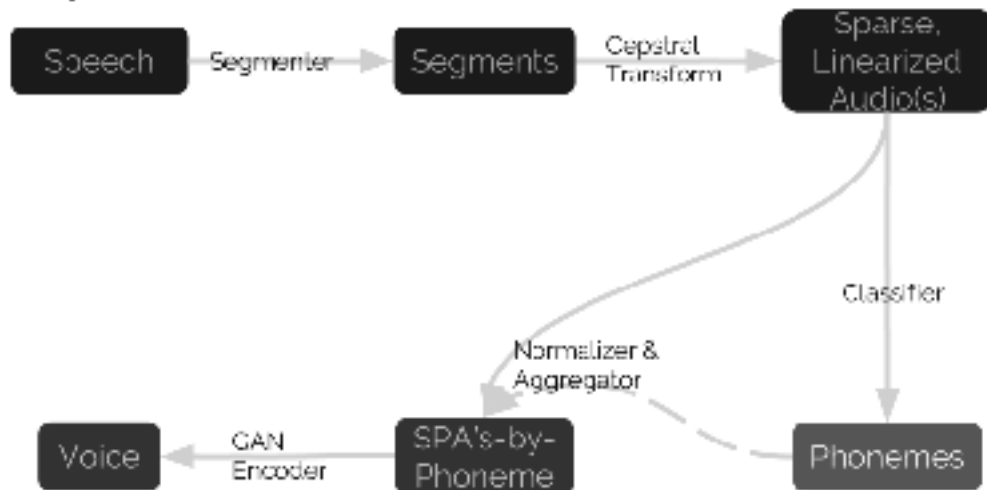 Speech
Segmenter
Segments
Cepstral
Transform
Sparse,
Linearized
Audio(s)
Classifier
Normalizer &
Aggregator
Voice
GAN
Encoder
SPA's-by-
Phoneme
Phonemes